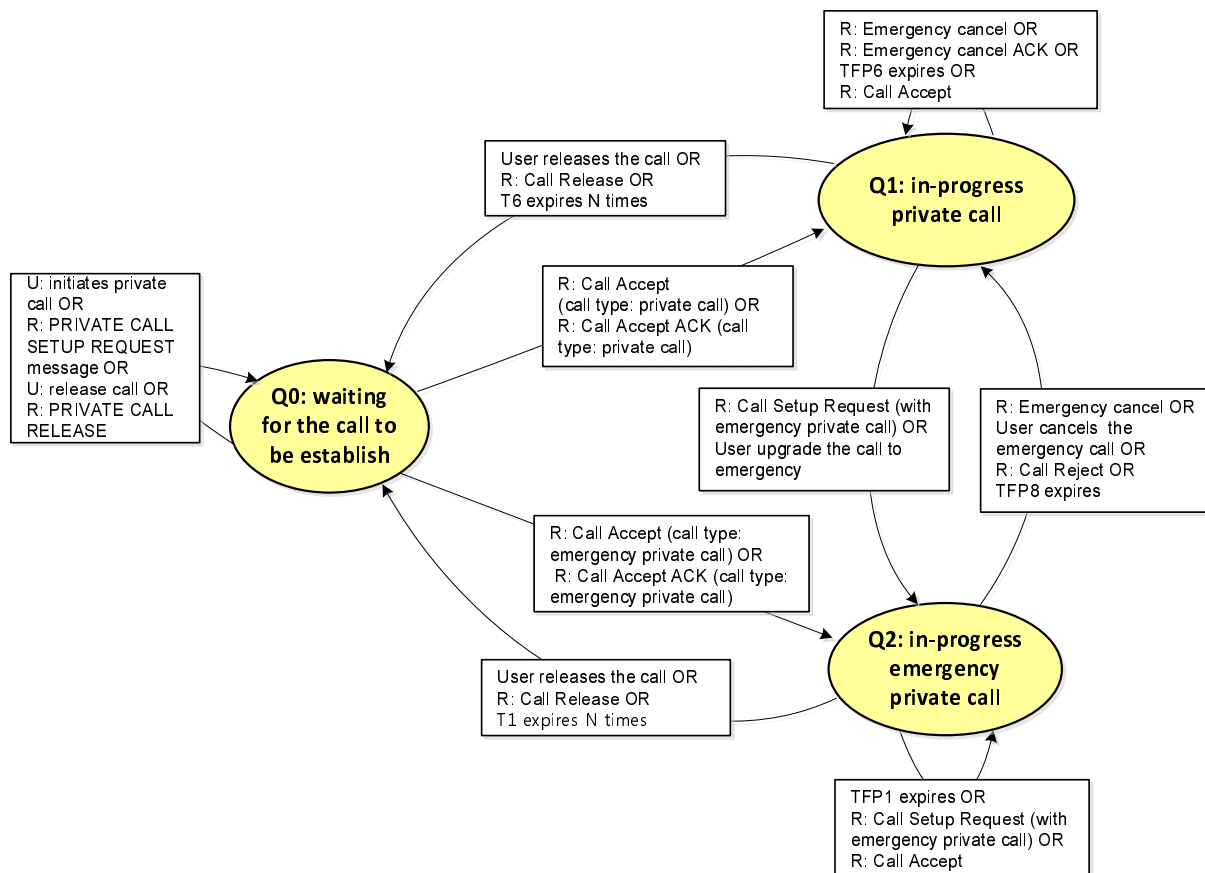 R: Emergency cancel OR
R: Emergency cancel ACK OR
TFP6 expires OR
R: Call Accept
User releases the call OR
R: Call Release OR
T6 expires N times
Q1: in-progress
private call
R: Call Accept
(call type: private call) OR
R: Call Accept ACK (call
type: private call)
U: initiates private
call OR
R: PRIVATE CALL
SETUP REQUEST
message OR
U: release call OR
R: PRIVATE CALL
RELEASE
Q0: waiting
for the call to
be establish
R: Call Setup Request (with
emergency private call) OR
User upgrade the call to
emergency
R: Emergency cancel OR
User cancels the
emergency call OR
R: Call Reject OR
TFP8 expires
R: Call Accept (call type:
emergency private call) OR
R: Call Accept ACK (call type:
emergency private call)
Q2: in-progress
emergency
private call
User releases the call OR
R: Call Release OR
T1 expires N times
TFP1 expires OR
R: Call Setup Request (with
emergency private call) OR
R: Call Accept